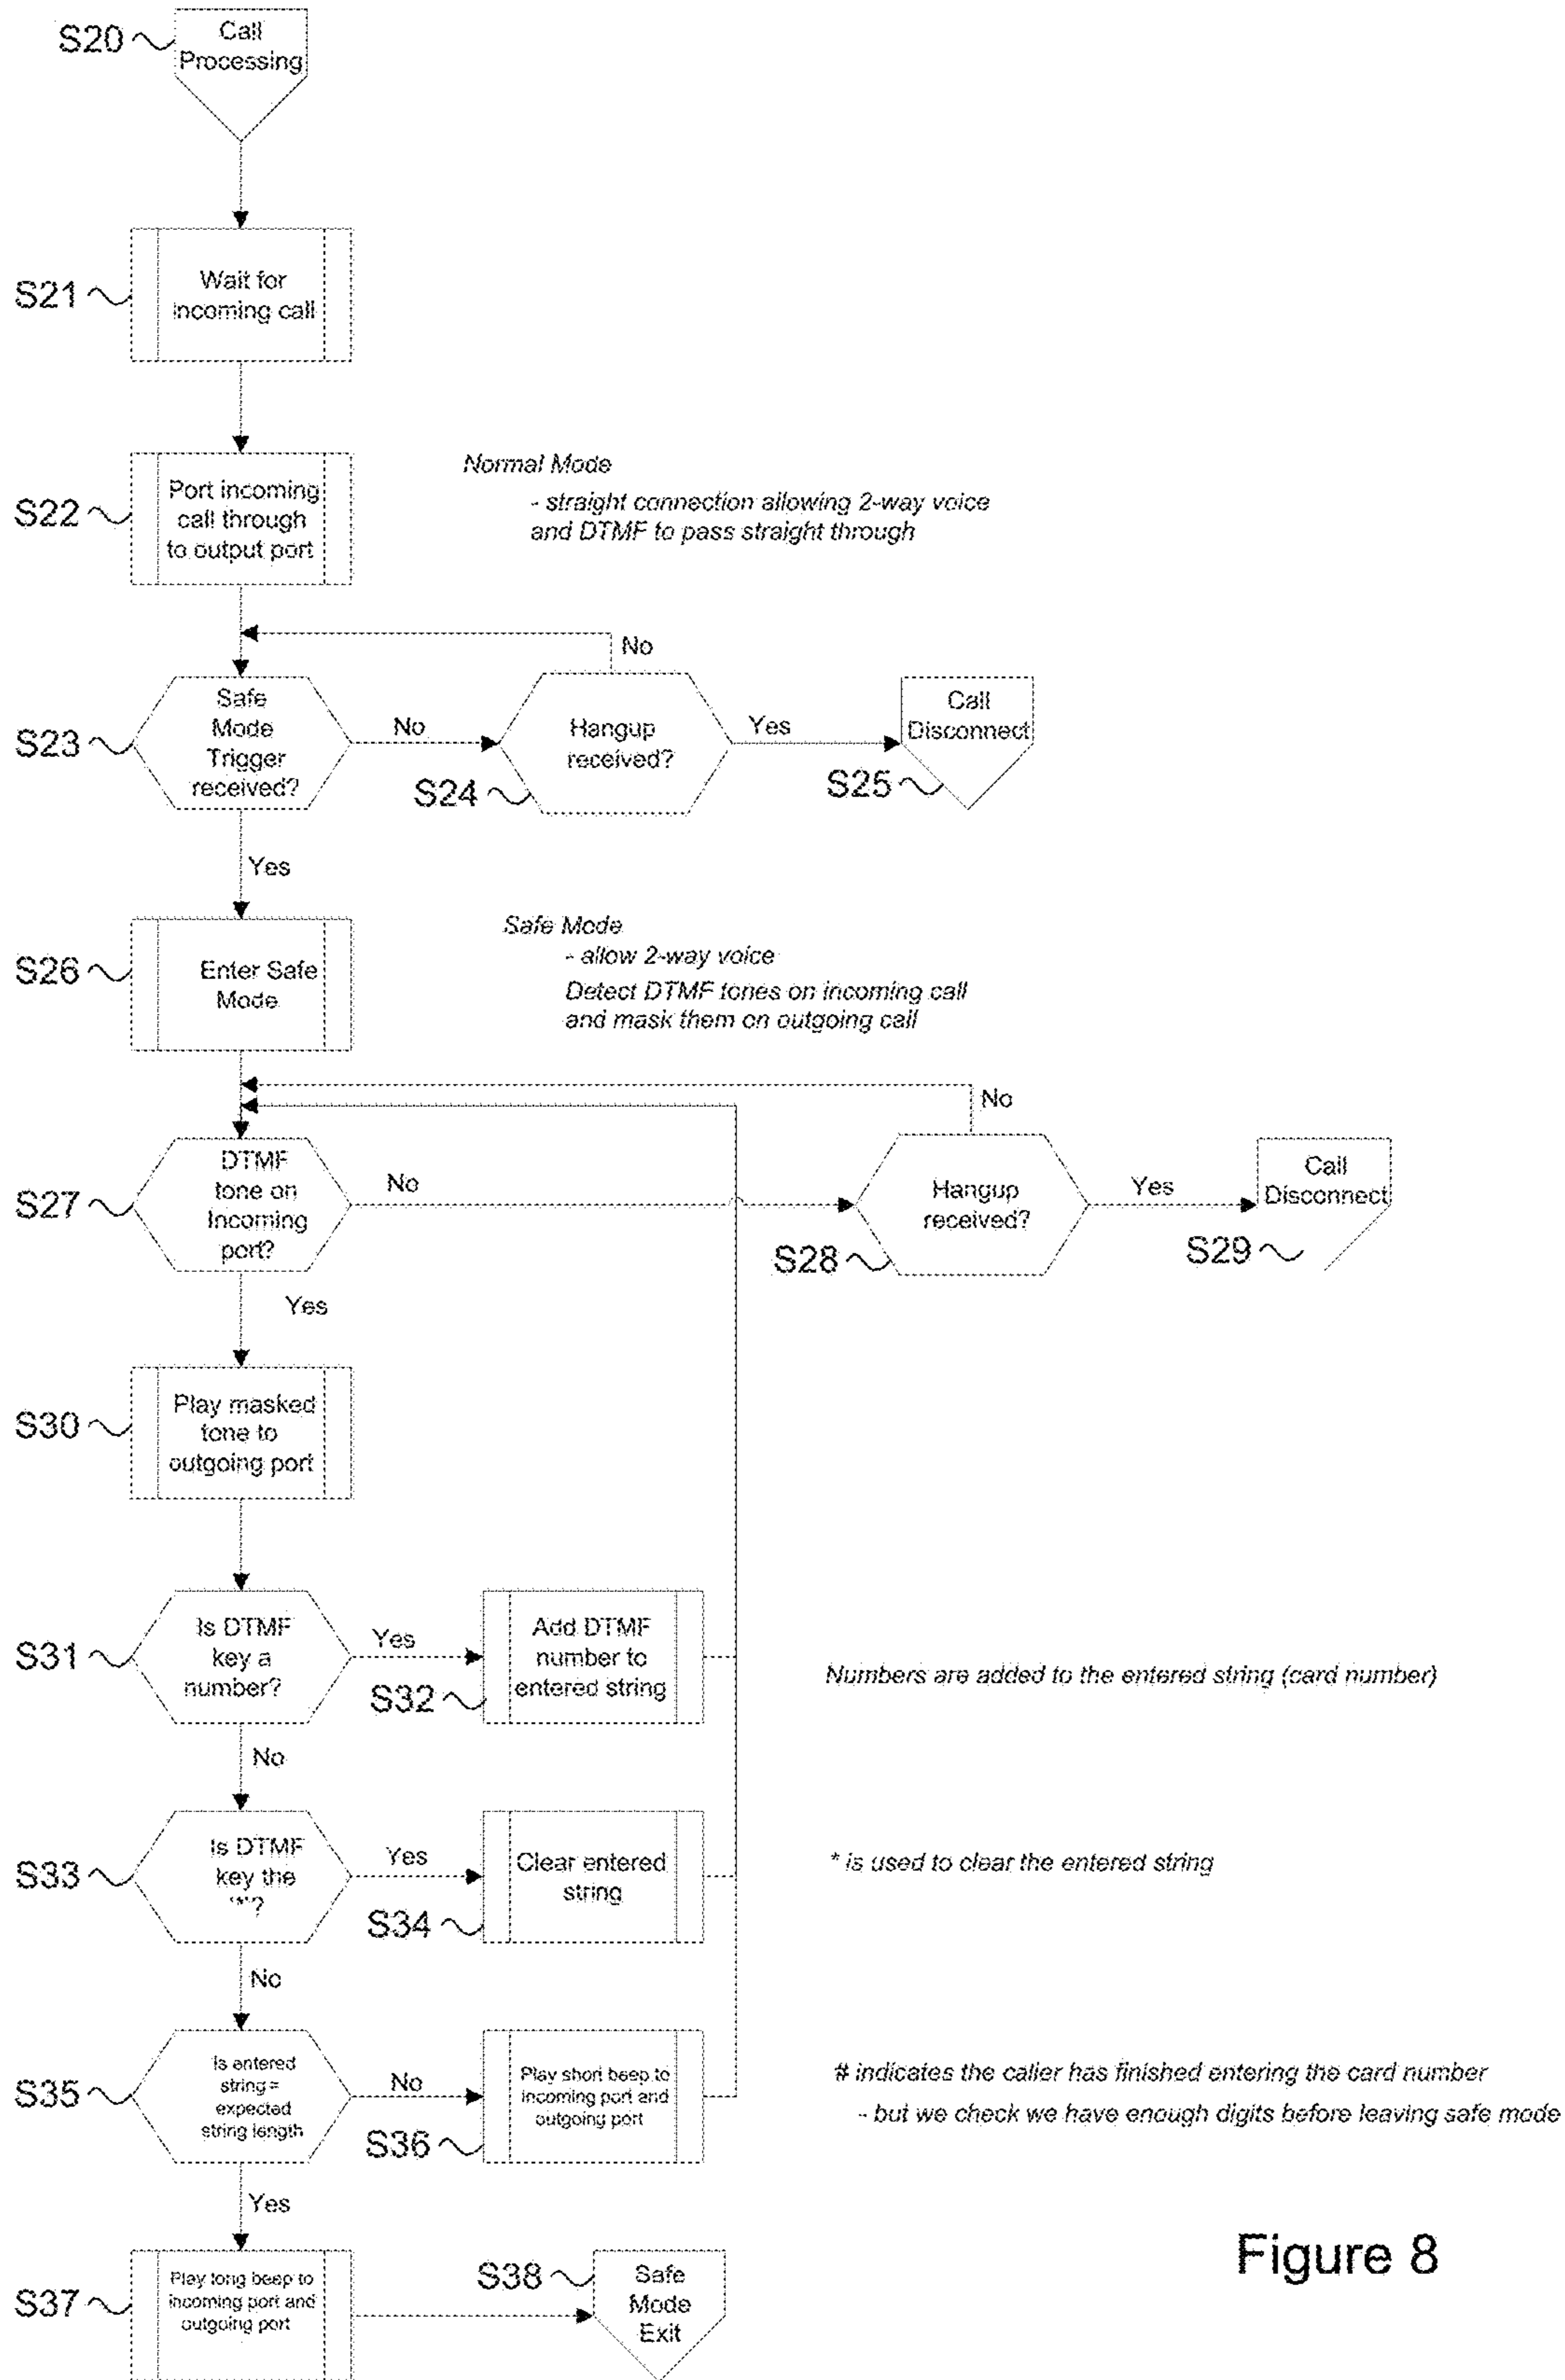 S20
Call
Processing
S21
Wait for
incoming call
S22
Port incoming
call through
to output port
Normal Mode
- straight connection allowing 2-way voice
and DTMF to pass straight through
No
S23
Safe
Mode
Trigger
received?
No
S24
Hangup
received?
Yes
Call
Disconnect
S25
Yes
S26
Enter Safe
Mode
Safe Mode
- allow 2-way voice
Detect DTMF tones on incoming call
and mask them on outgoing call
No
S27
DTMF
tone on
Incoming
port?
No
S28
Hangup
received?
Yes
Call
Disconnect
S29
Yes
S30
Play masked
tone to
outgoing port
S31
Is DTMF
key a
number?
Yes
S32
Add DTMF
number to
entered string
Numbers are added to the entered string (card number)
No
S33
Is DTMF
key the
"*"?
Yes
S34
Clear entered
string
* is used to clear the entered string
No
S35
Is entered
string =
expected
string length
No
S36
Play short beep to
incoming port and
outgoing port
# indicates the caller has finished entering the card number
- but we check we have enough digits before leaving safe mode
Yes
S37
Play long beep to
incoming port and
outgoing port
S38
Safe
Mode
Exit
Figure 8